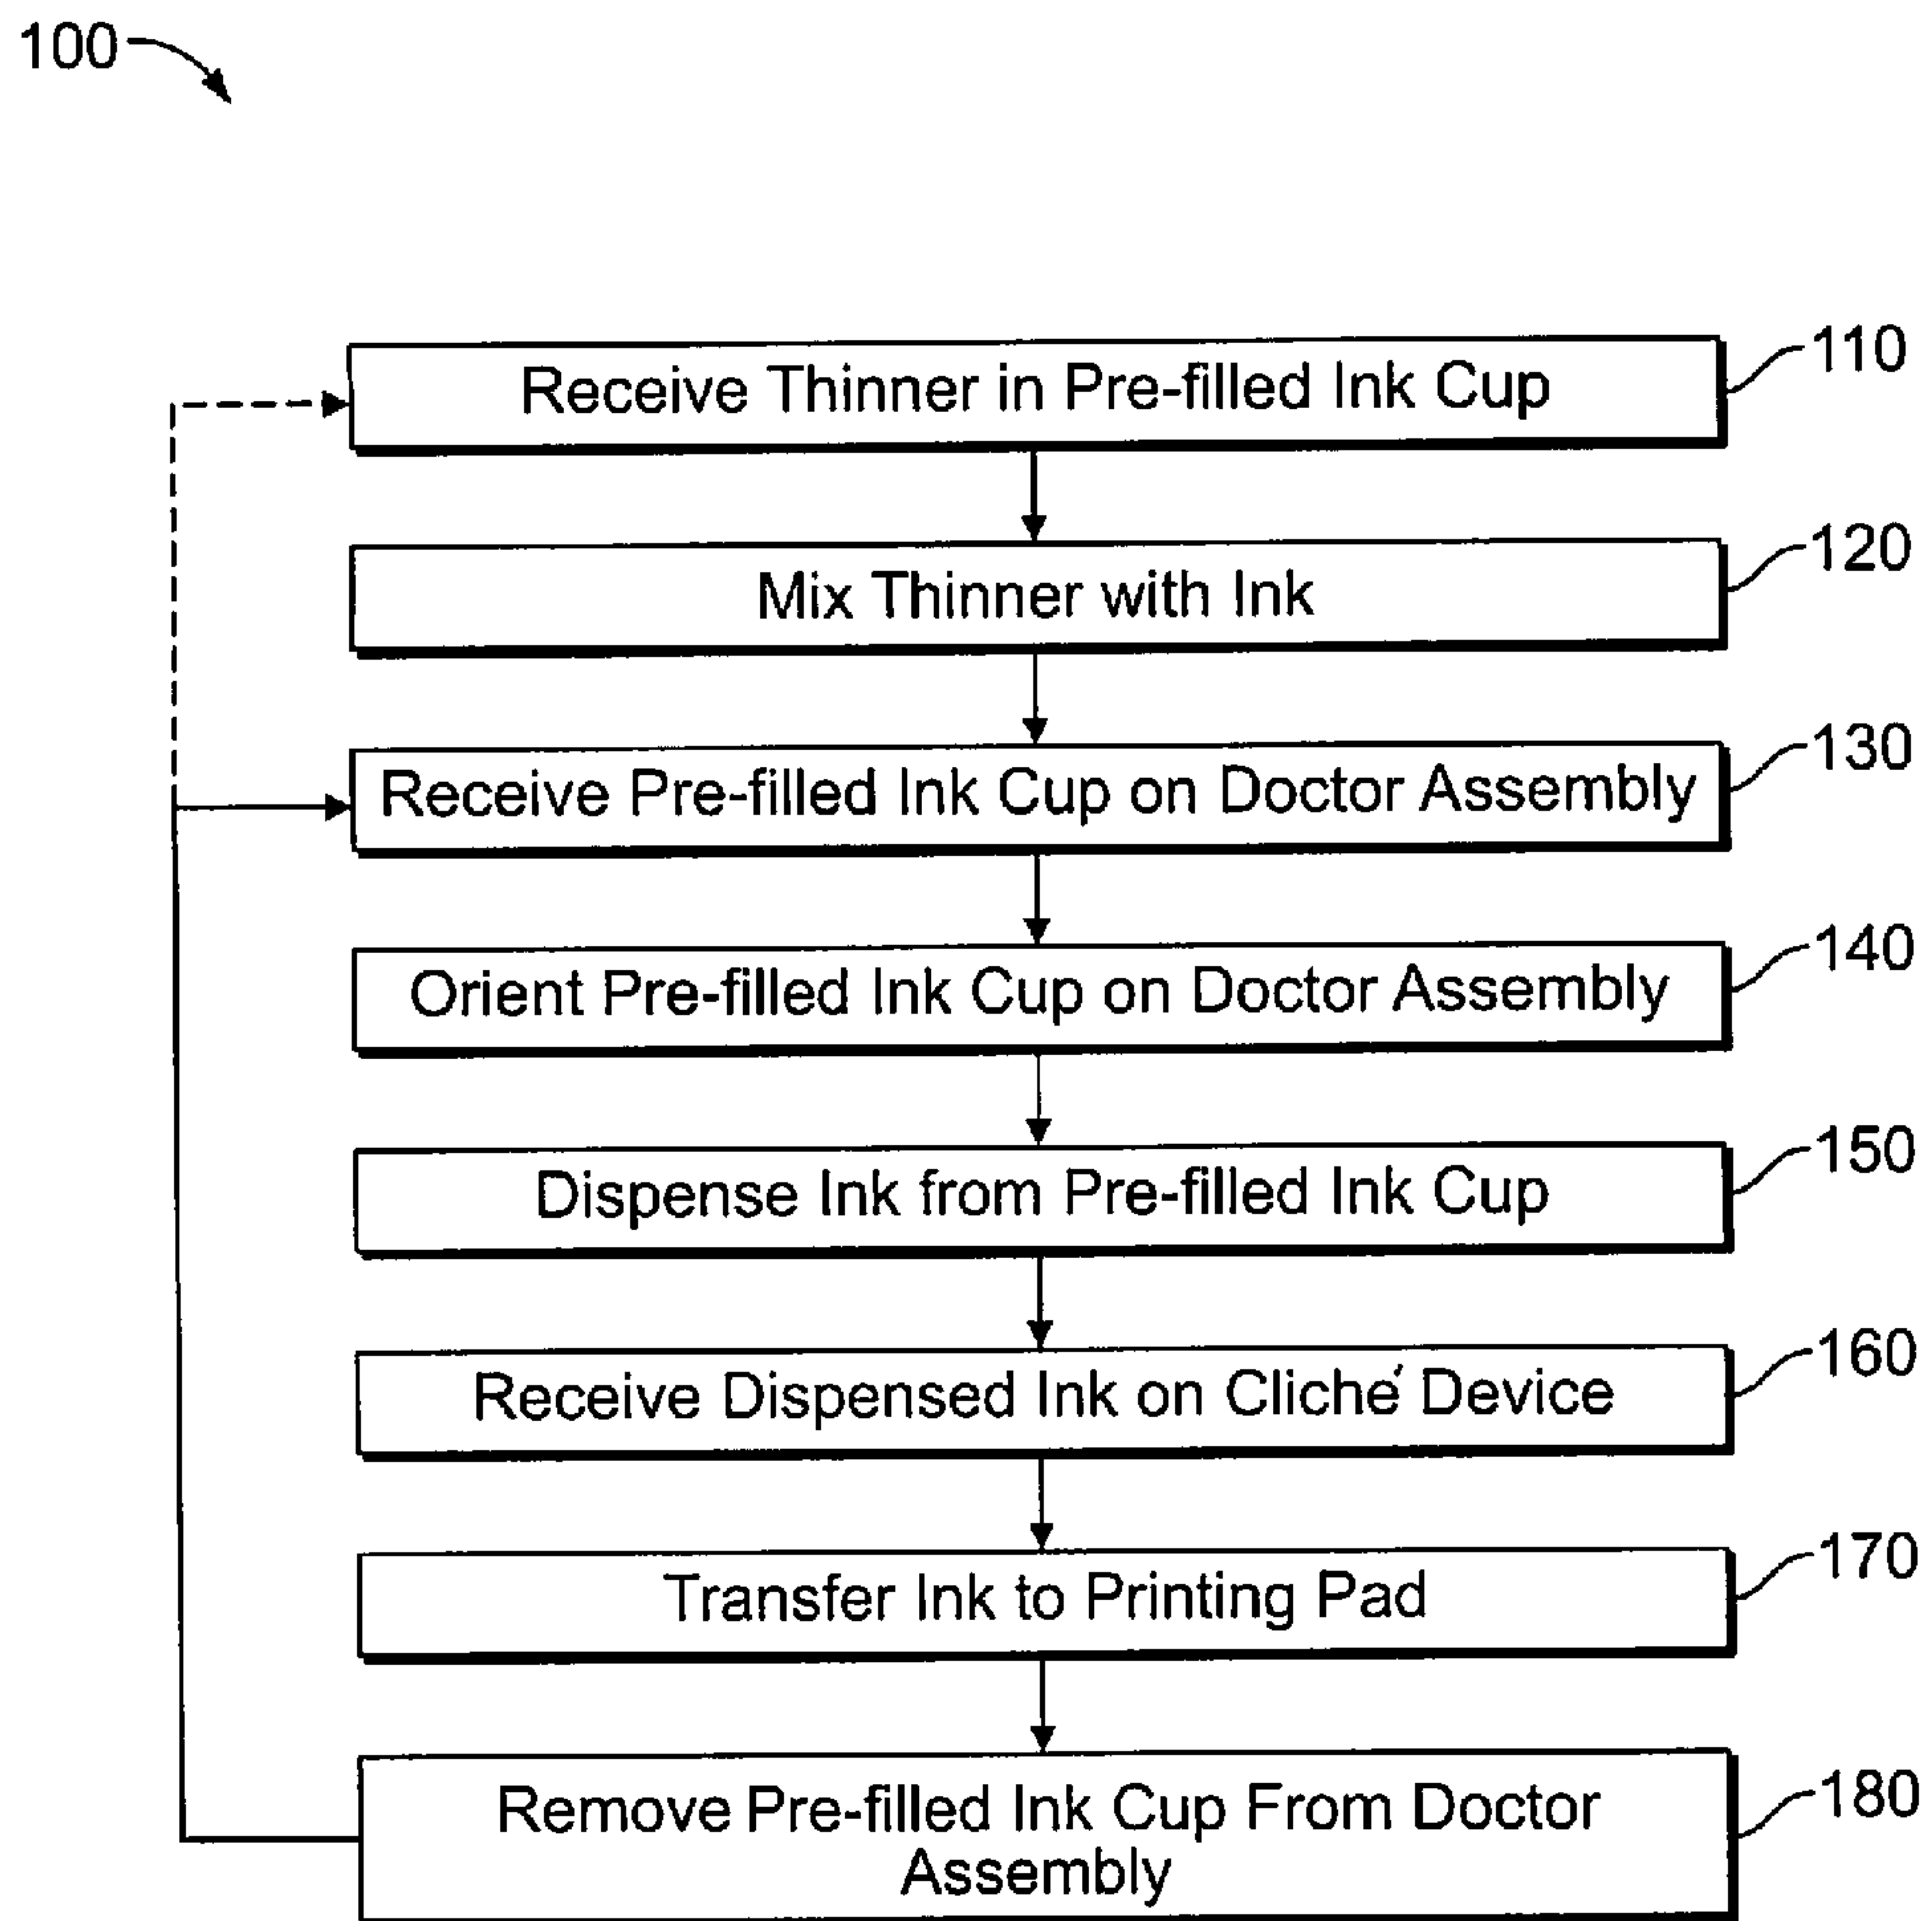 100
Receive Thinner in Pre-filled Ink Cup
110
Mix Thinner with Ink
120
Receive Pre-filled Ink Cup on Doctor Assembly
130
Orient Pre-filled Ink Cup on Doctor Assembly
140
Dispense Ink from Pre-filled Ink Cup
150
Receive Dispensed Ink on Cliché Device
160
Transfer Ink to Printing Pad
170
Remove Pre-filled Ink Cup From Doctor
Assembly
180